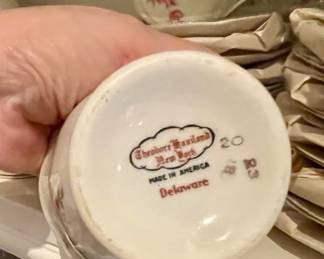 Theodore Haviland
New York
MADE IN AMERICA
Delaware
20